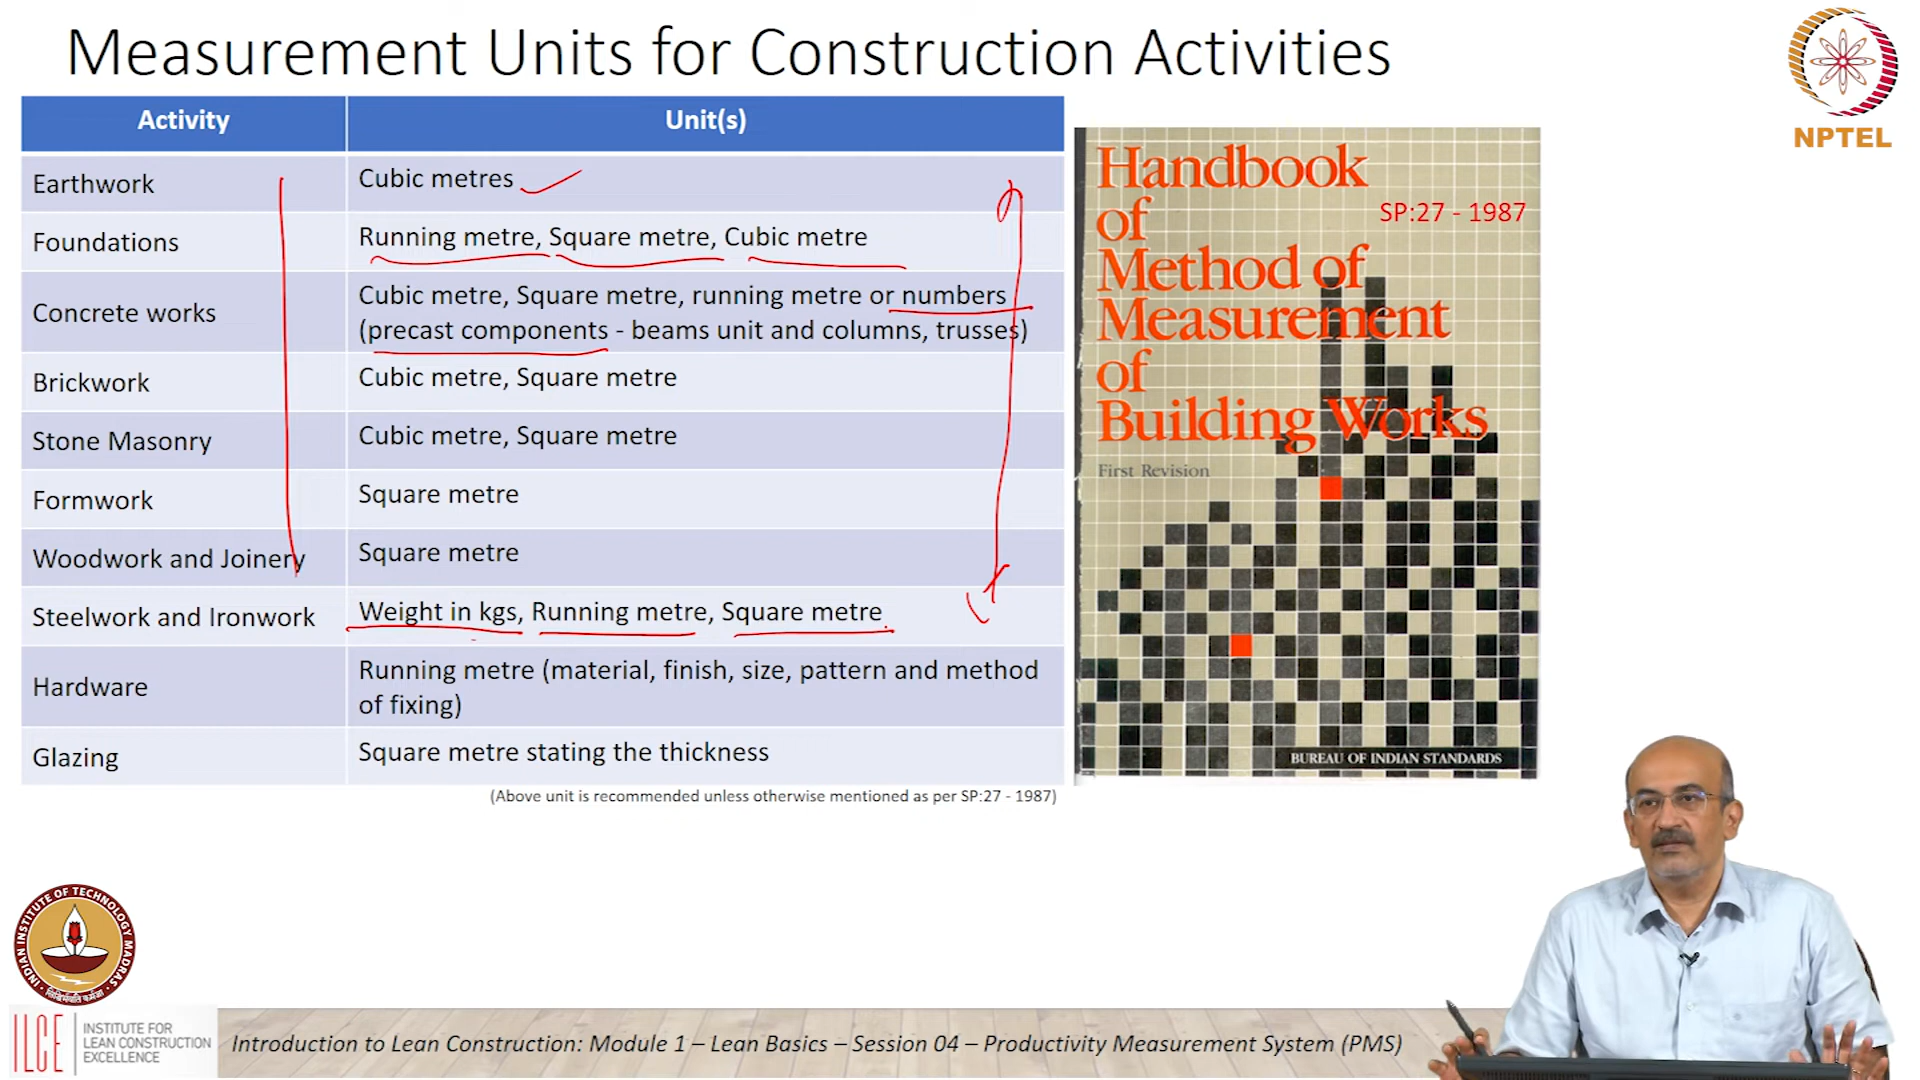 Measurement Units for Construction Activities
NPTEL
Activity
Unit(s)
Earthwork
Cubic metres
Foundations
Running metre, Square metre, Cubic metre
Concrete works
Cubic metre, Square metre, running metre or numbers
(precast components - beams unit and columns, trusses)
Brickwork
Cubic metre, Square metre
Stone Masonry
Cubic metre, Square metre
Formwork
Square metre
Woodwork and Joinery
Square metre
Steelwork and Ironwork
Weight in kgs, Running metre, Square metre
Hardware
Running metre (material, finish, size, pattern and method
of fixing)
Glazing
Square metre stating the thickness
(Above unit is recommended unless otherwise mentioned as per SP:27 - 1987)
Handbook
SP:27 - 1987
of
Method of
Measurement
of
Building Works
First Revision
BUREAU OF INDIAN STANDARDS
INDIAN INSTITUTE OF TECHNOLOGY MADRAS
ILCE
INSTITUTE FOR
LEAN CONSTRUCTION
EXCELLENCE
Introduction to Lean Construction: Module 1 – Lean Basics – Session 04 – Productivity Measurement System (PMS)